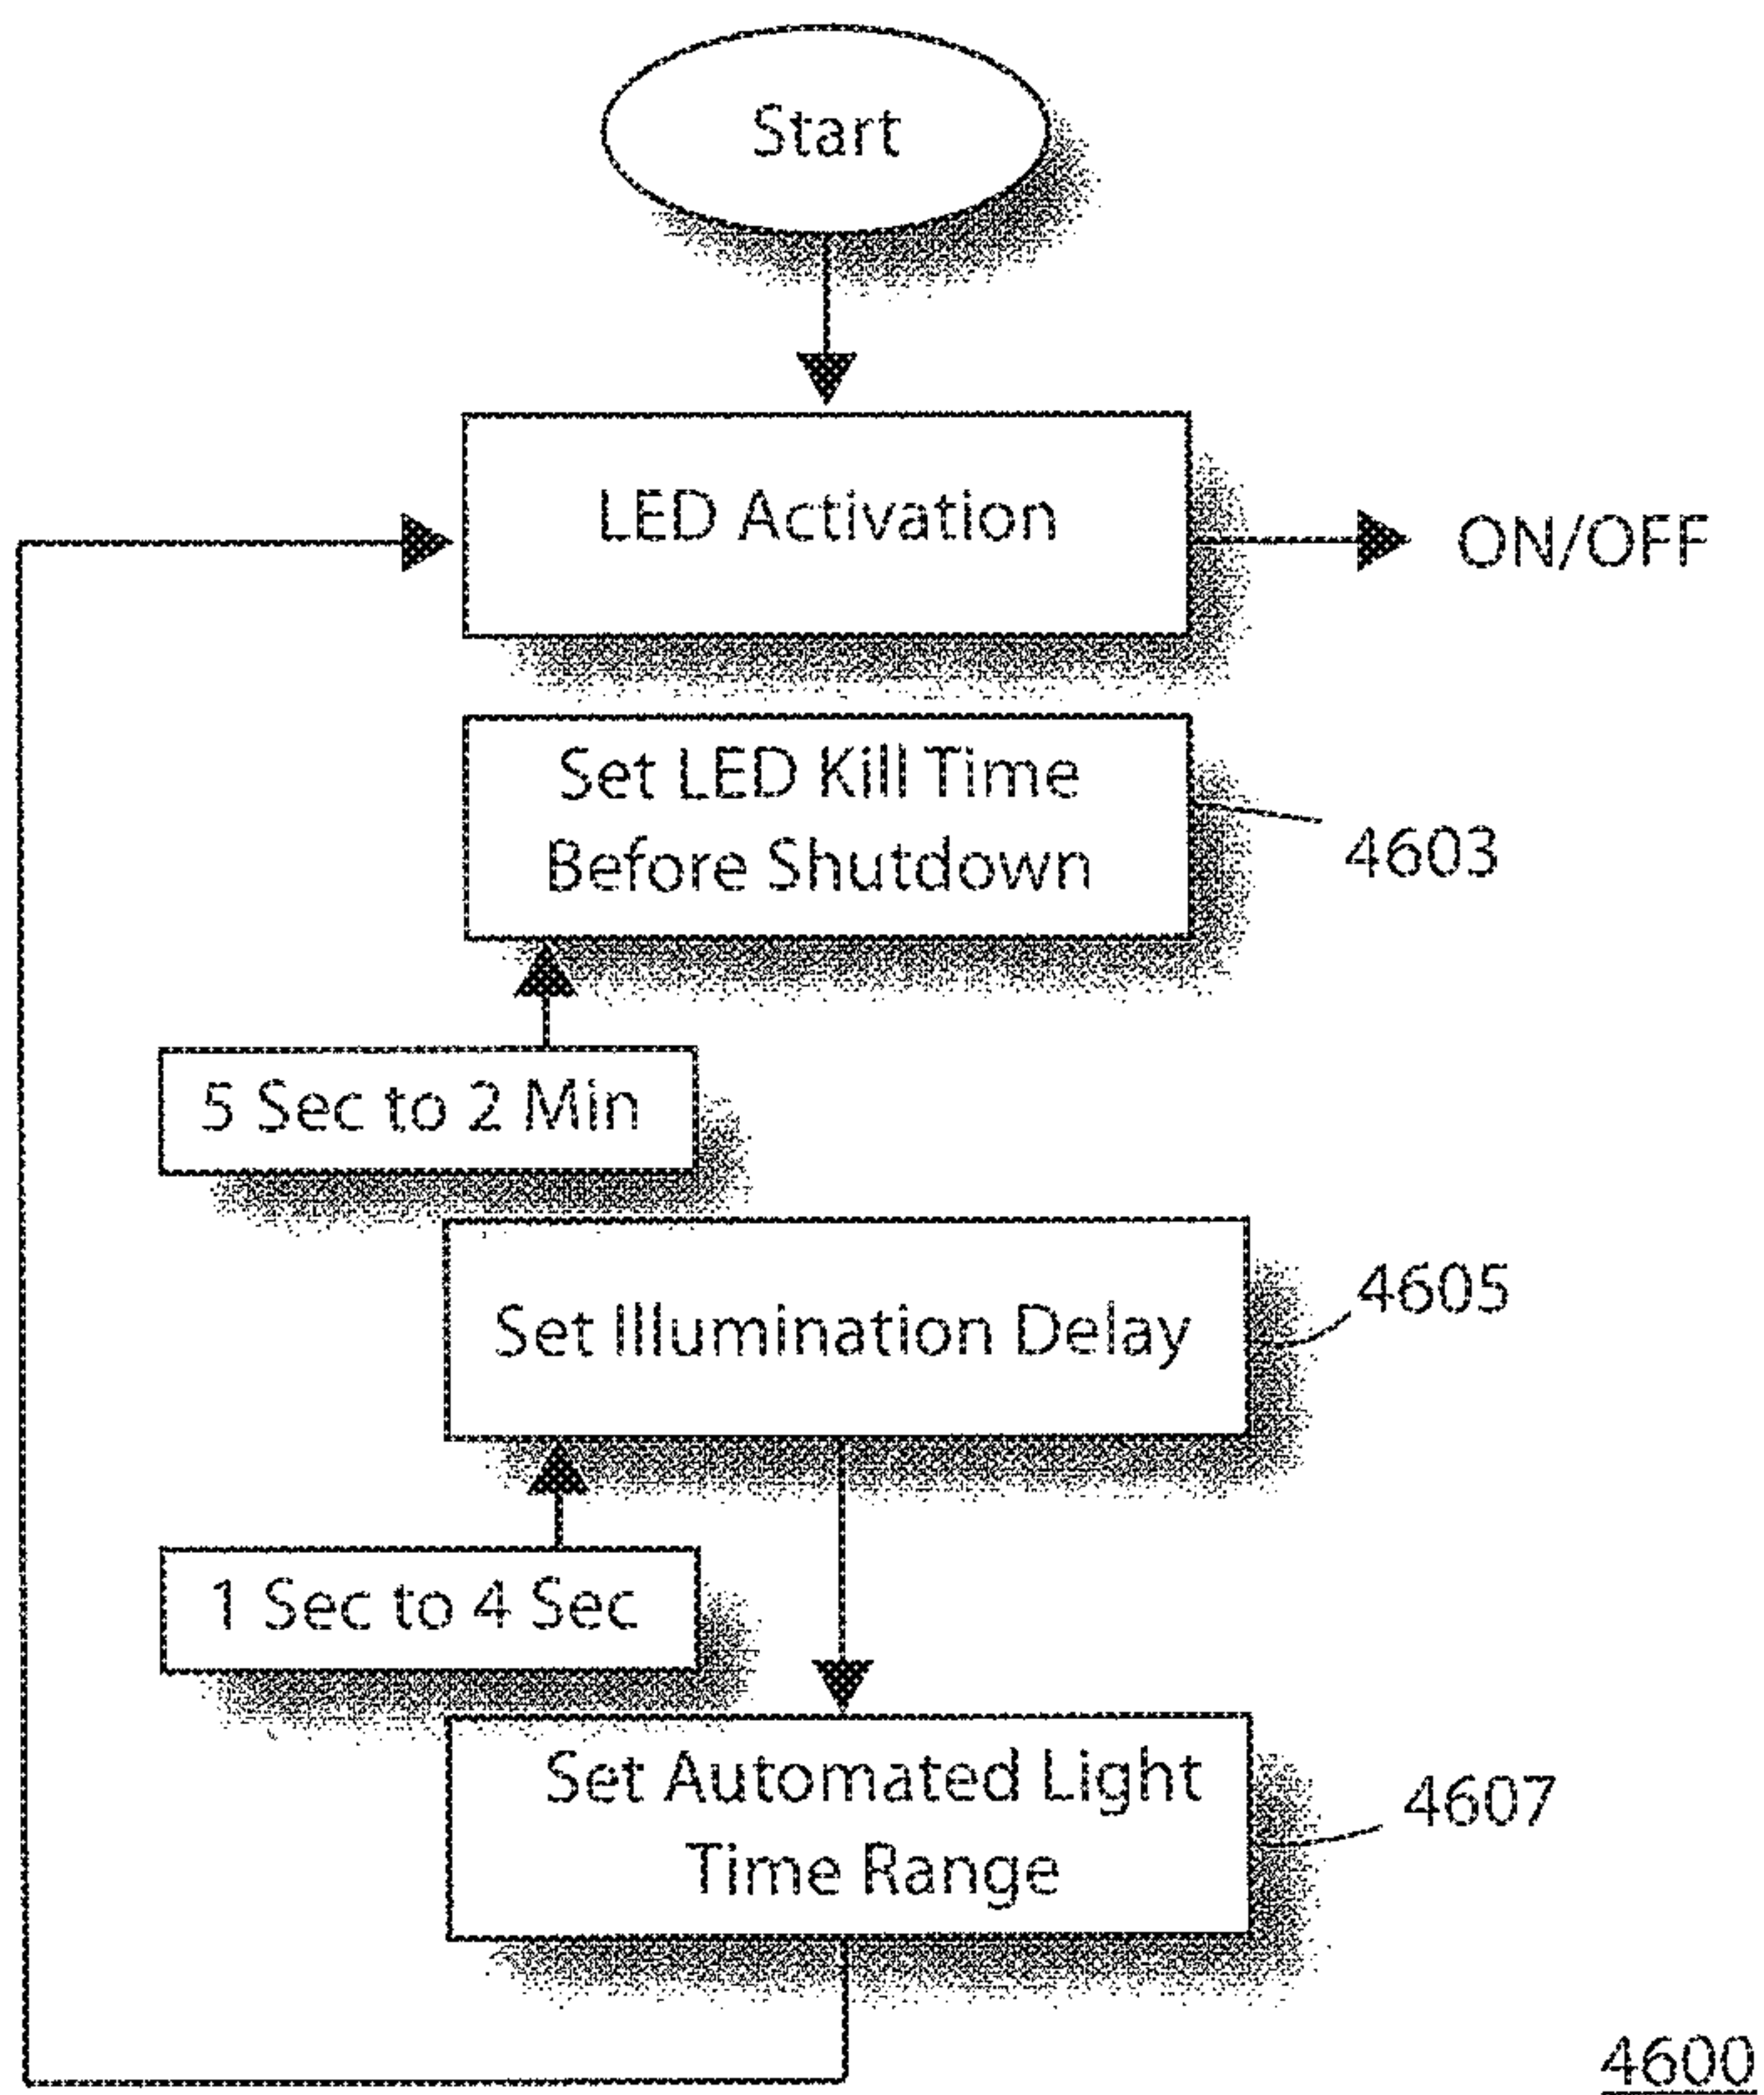 Start
LED Activation
ON/OFF
Set LED Kill Time
Before Shutdown
4603
5 Sec to 2 Min
4605
Set Illumination Delay
1 Sec to 4 Sec
Set Automated Light
4607
Time Range
4600